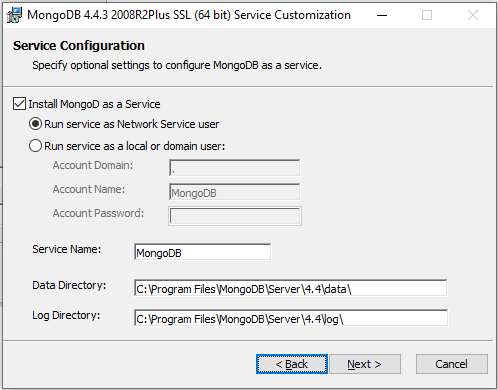 MongoDB 4.4.3 2008R2Plus SSL (64 bit) Service Customization
Service Configuration
Specify optional settings to configure MongoDB as a service.
Install MongoD as a Service
Run service as Network Service user
Run service as a local or domain user:
Account Domain: .
Account Name: MongoDB
Account Password:
Service Name: MongoDB
Data Directory: C:\Program Files\MongoDB\Server\4.4\data\
Log Directory: C:\Program Files\MongoDB\Server\4.4\log\
< Back Next > Cancel